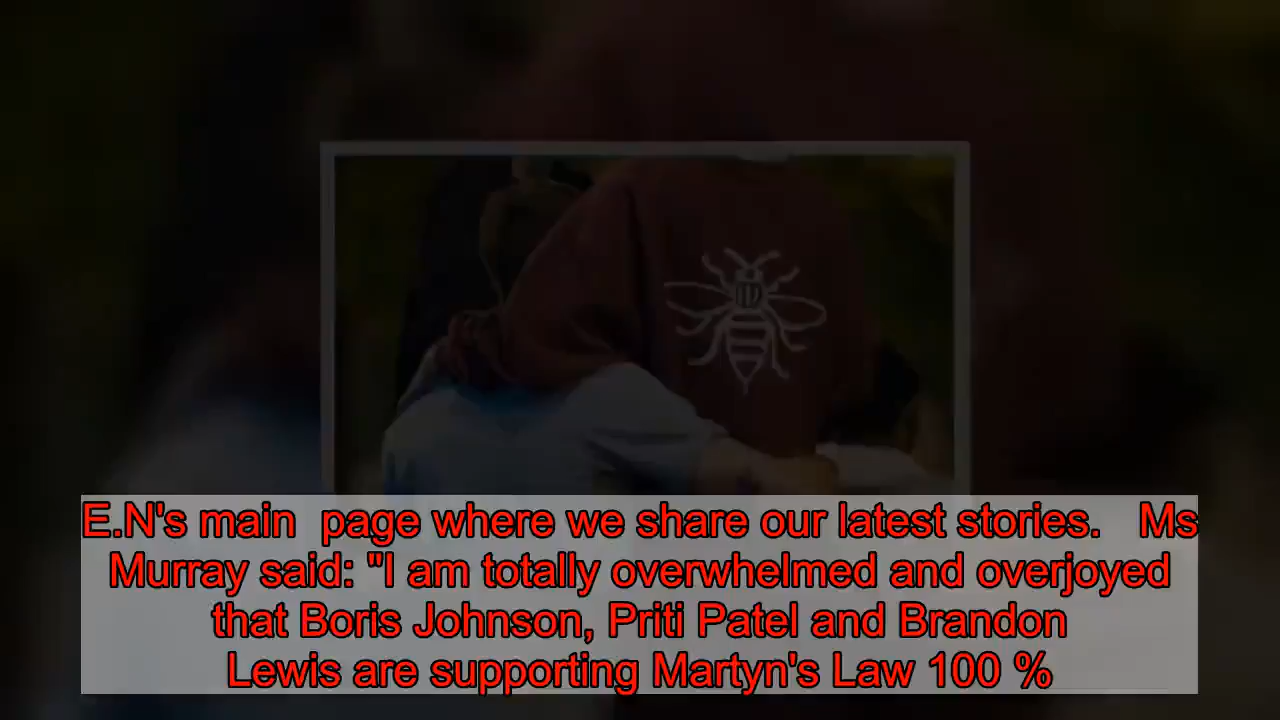 E.N's main  page where we share our latest stories.   Ms
Murray said: "I am totally overwhelmed and overjoyed
that Boris Johnson, Priti Patel and Brandon
Lewis are supporting Martyn's Law 100 %